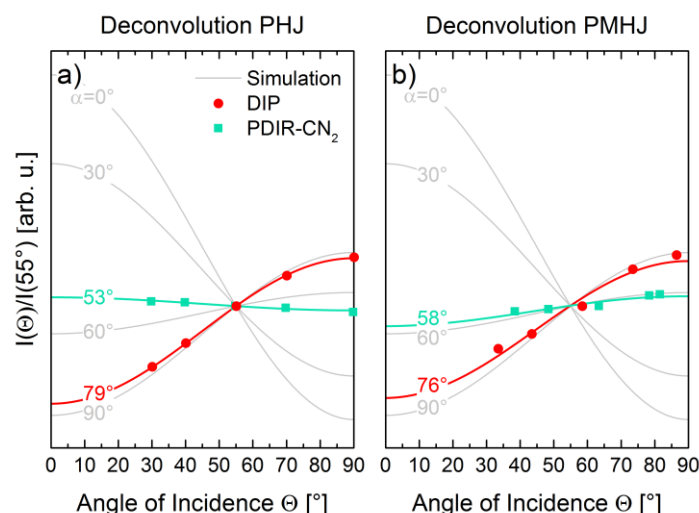 Deconvolution PHJ
Deconvolution PMHJ
I(Θ)/I(55°) [arb. u.]
a)
Simulation
DIP
PDIR-CN₂
α=0°
30°
53°
60°
79°
90°
0 10 20 30 40 50 60 70 80 90
Angle of Incidence Θ [°]
b)
α=0°
30°
58°
60°
76°
90°
0 10 20 30 40 50 60 70 80 90
Angle of Incidence Θ [°]